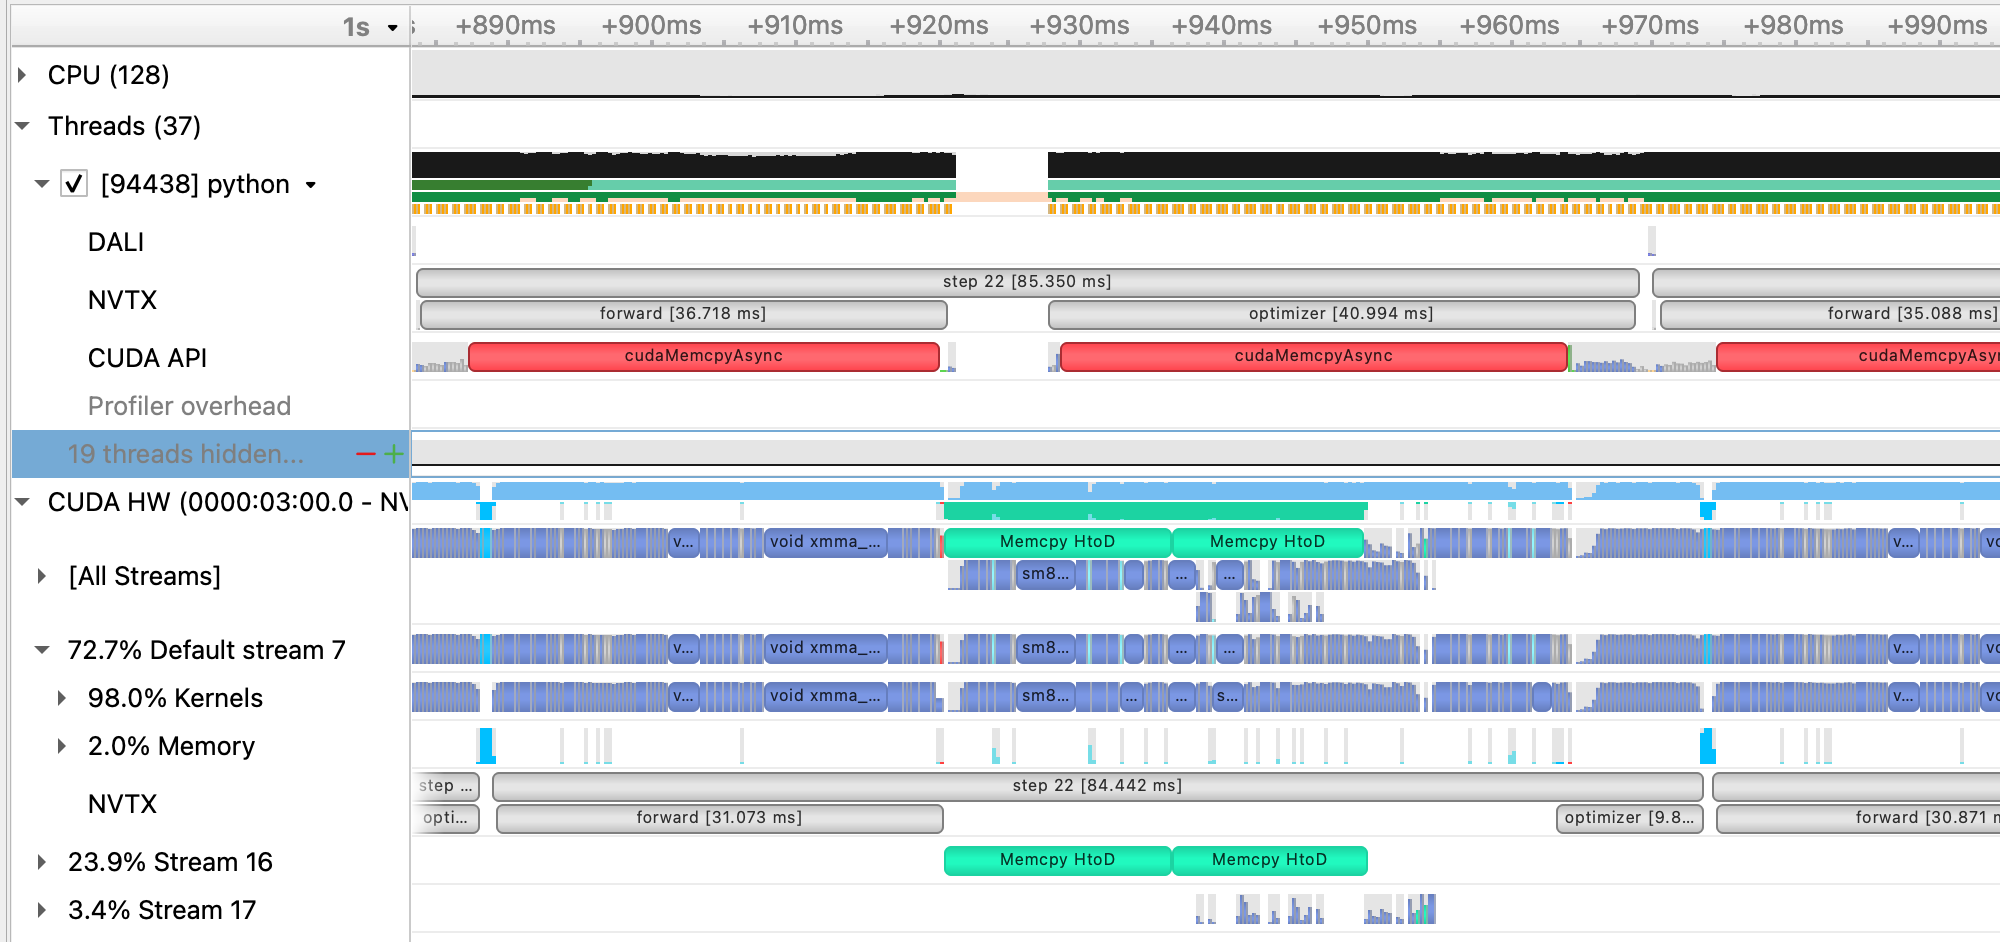 1s +890ms +900ms +910ms +920ms +930ms +940ms +950ms +960ms +970ms +980ms +990ms
CPU (128)
Threads (37)
[94438] python
DALI
step 22 [85.350 ms]
NVTX
forward [36.718 ms] optimizer [40.994 ms] forward [35.088 ms]
CUDA API cudaMemcpyAsync cudaMemcpyAsync cudaMemcpyAsy
Profiler overhead
19 threads hidden... − +
CUDA HW (0000:03:00.0 - NV
v... void xmma_... Memcpy HtoD Memcpy HtoD v... vo
[All Streams] sm8... ... ...
72.7% Default stream 7 v... void xmma_... sm8... ... ... v... vo
98.0% Kernels v... void xmma_... sm8... ... ... s... v... vo
2.0% Memory
step ... step 22 [84.442 ms]
NVTX
opti... forward [31.073 ms] optimizer [9.8... forward [30.871 m
23.9% Stream 16 Memcpy HtoD Memcpy HtoD
3.4% Stream 17